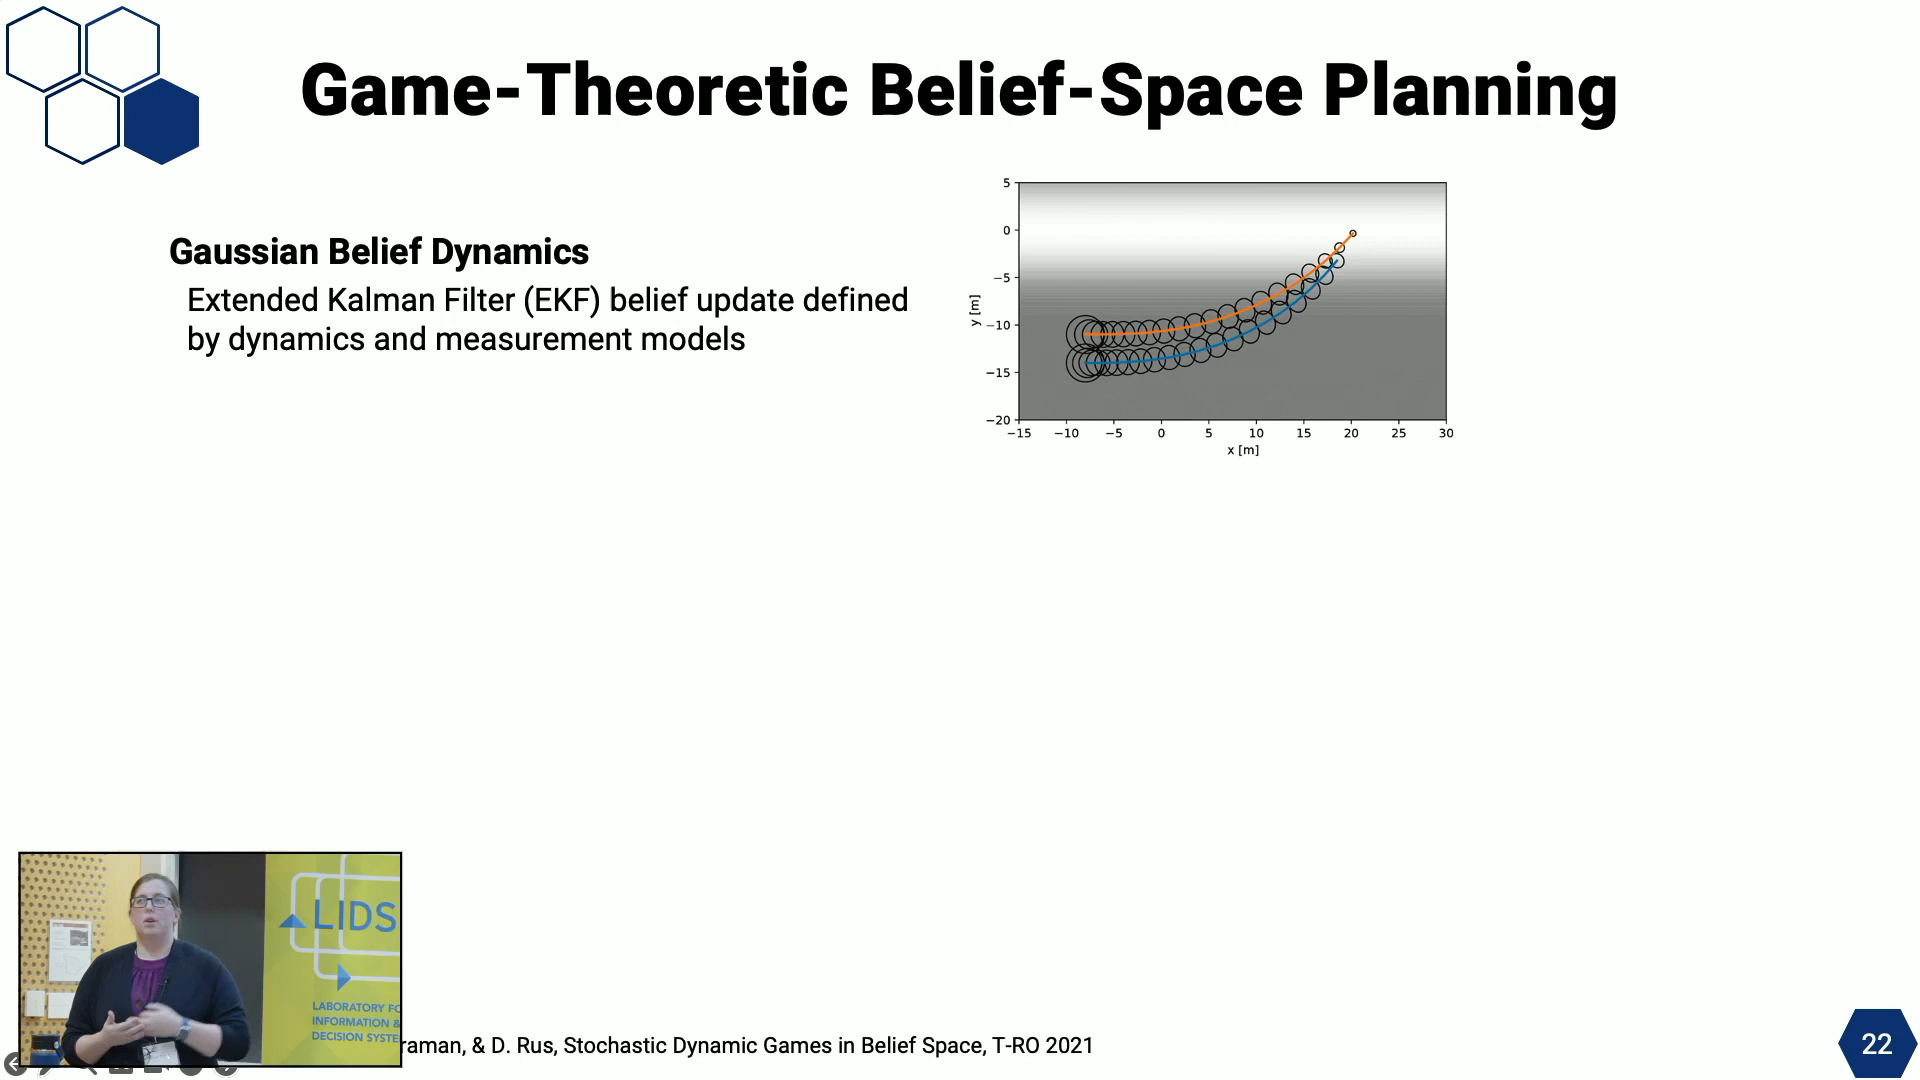 Game-Theoretic Belief-Space Planning
Gaussian Belief Dynamics
Extended Kalman Filter (EKF) belief update defined
by dynamics and measurement models
5
0
−5
−10
−15
−20
y [m]
−15 −10 −5 0 5 10 15 20 25 30
x [m]
LIDS
LABORATORY FO
INFORMATION &
DECISION SYSTE
raman, & D. Rus, Stochastic Dynamic Games in Belief Space, T-RO 2021
22